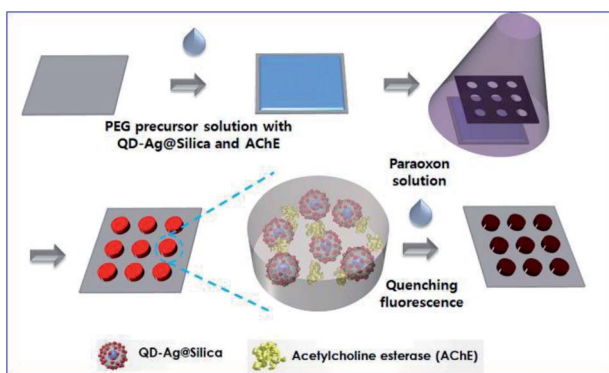 PEG precursor solution with
QD-Ag@Silica and AChE
Paraoxon
solution
Quenching
fluorescence
QD-Ag@Silica
Acetylcholine esterase (AChE)